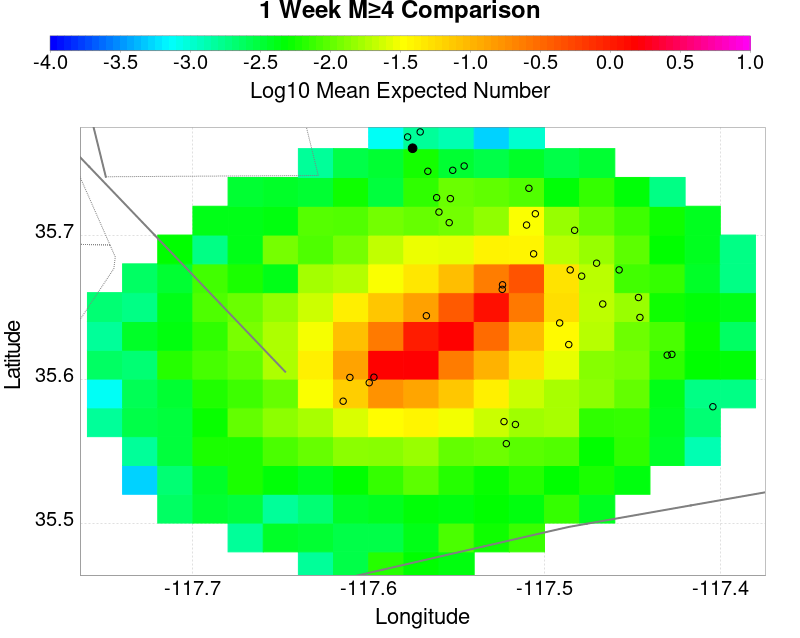 1 Week M≥4 Comparison
-4.0 -3.5 -3.0 -2.5 -2.0 -1.5 -1.0 -0.5 0.0 0.5 1.0
Log10 Mean Expected Number
35.7
35.6
35.5
Latitude
-117.7 -117.6 -117.5 -117.4
Longitude